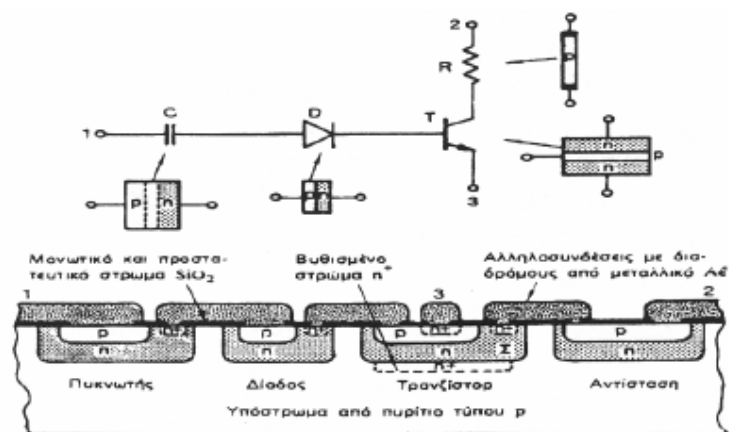 2
R
P
C
D
T
1
n
p
n
3
p
n
p
n
Μονωτικό και προστα-
τευτικό στρωμα SiO₂
Βυθισμένο
στρώμα n⁺
Αλληλοσυνδέσεις με δια-
δρόμους από μεταλλικό Aℓ
1
3
2
p
n+
p
p
n+
p
n
n
n
n
n+
Πυκνωτής
Δίοδος
Τρανζίστορ
Αντίσταση
Υπόστρωμα από πυρίτιο τύπου p